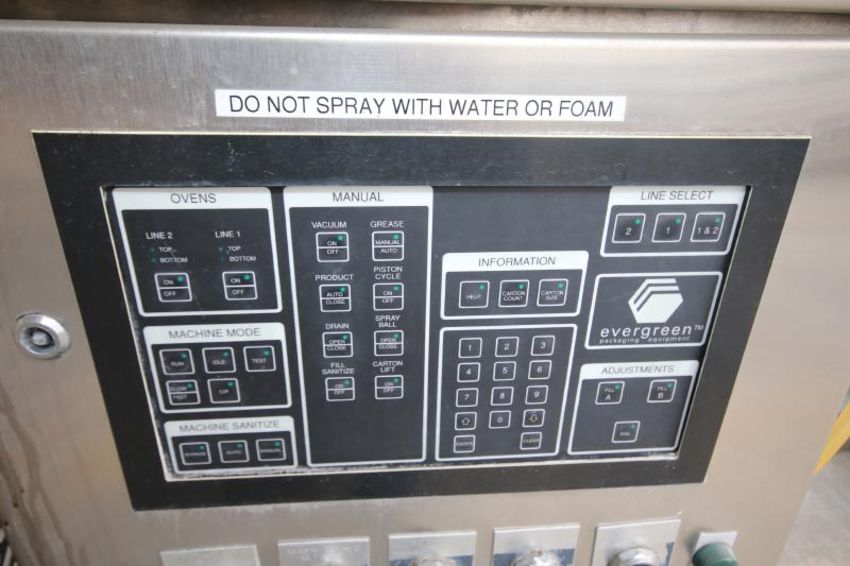 DO NOT SPRAY WITH WATER OR FOAM
OVENS
LINE 2 LINE 1
TOP TOP
BOTTOM BOTTOM
ON ON
OFF OFF
MACHINE MODE
RUN IDLE TEST
SLOW CIP
FAST
MACHINE SANITIZE
AUTO MANUAL
MANUAL
VACUUM GREASE
ON MANUAL
OFF AUTO
PRODUCT PISTON
CYCLE
AUTO ON
CLOSE OFF
DRAIN SPRAY
BALL
OPEN OPEN
CLOSE CLOSE
FILL CARTON
SANITIZE LIFT
ON ON
OFF OFF
INFORMATION
HELP CARTON COUNT CARTON SIZE
1 2 3
4 5 6
7 8 9
0
ENTER CLEAR
LINE SELECT
2 1 1 & 2
evergreen™
packaging equipment
ADJUSTMENTS
FILL FILL
A B